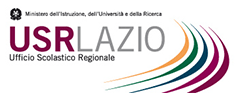 Ministero dell'Istruzione, dell'Università e della Ricerca
USRLAZIO
Ufficio Scolastico Regionale